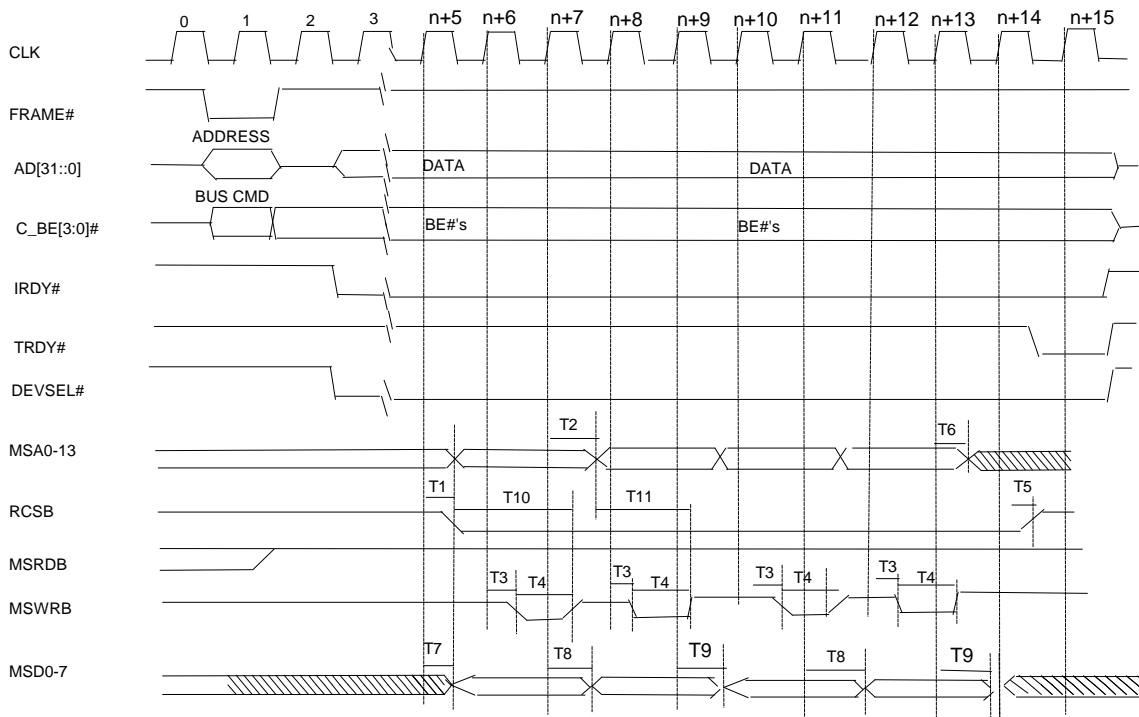 0 1 2 3 n+5 n+6 n+7 n+8 n+9 n+10 n+11 n+12 n+13 n+14 n+15
CLK
FRAME#
ADDRESS
AD[31::0] DATA DATA
BUS CMD
C_BE[3:0]# BE#'s BE#'s
IRDY#
TRDY#
DEVSEL#
T2 T6
MSA0-13
T1 T10 T11 T5
RCSB
MSRDB
T3 T4 T3 T4 T3 T4 T3 T4
MSWRB
T7 T8 T9 T8 T9
MSD0-7